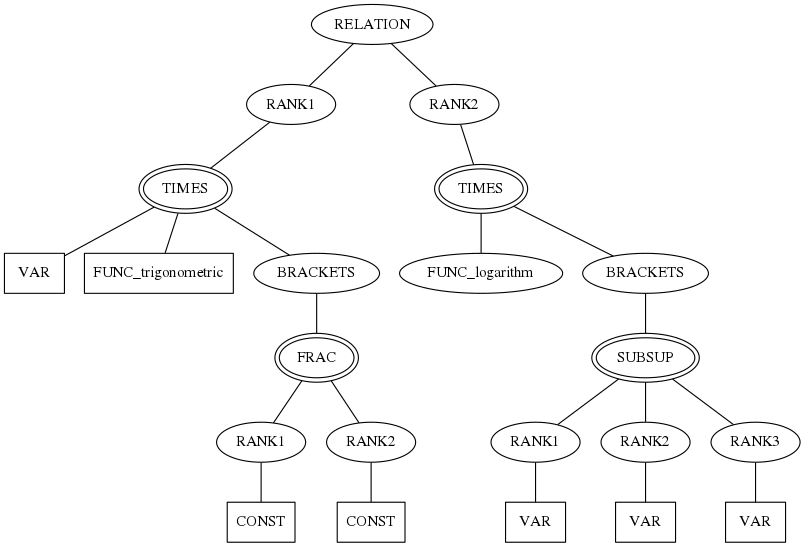 RELATION
RANK1
RANK2
TIMES
TIMES
VAR
FUNC_trigonometric
BRACKETS
FUNC_logarithm
BRACKETS
FRAC
SUBSUP
RANK1
RANK2
RANK1
RANK2
RANK3
CONST
CONST
VAR
VAR
VAR